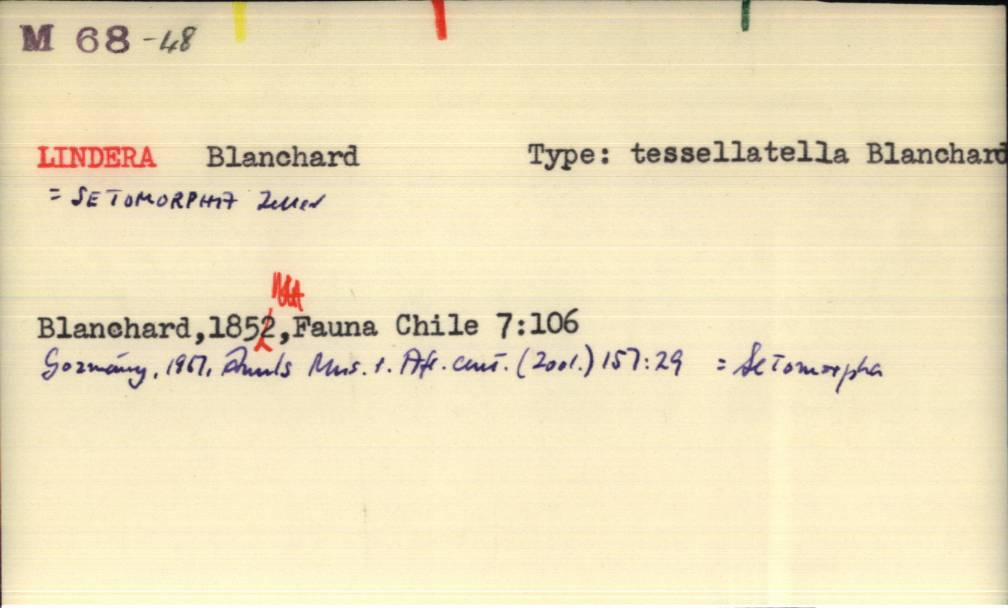 M 68 -48
LINDERA Blanchard Type: tessellatella Blanchard
= SETOMORPHA Zeller
Blanchard,1852,Fauna Chile 7:106
Gozmány, 1967, Annls Mus. r. Afr. cent. (Zool.) 157:29 = Setomorpha